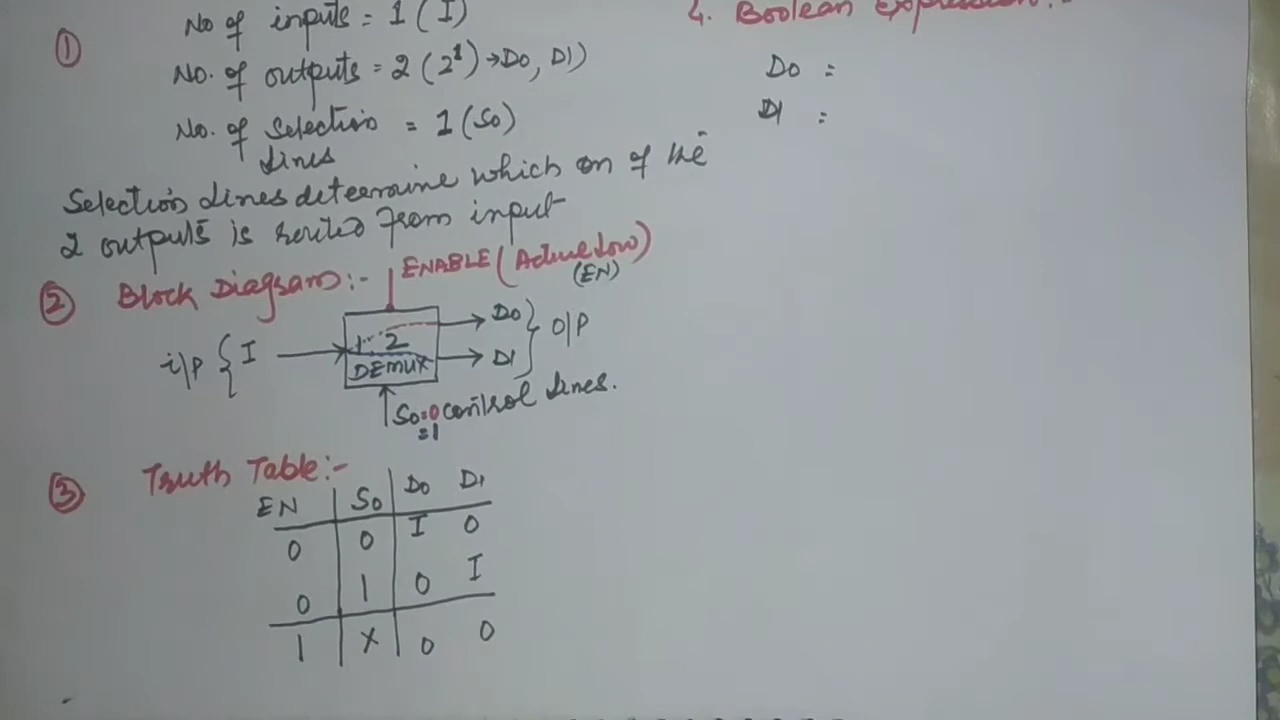 ① No of inputs = 1 ( I )
No. of outputs = 2 ( 2¹ ) → D0, D1)
No. of Selection = 1 ( S0 )
lines
Selection lines deteermine which on of the
2 outputs is routed from input
② Block Diagram :- ENABLE ( Active low )
(EN)
i/p { I 1: 2 DEMUX D0 D1 } O/P
S0=0 control lines.
=1
③ Truth Table :-
EN S0 D0 D1
0 0 I 0
0 1 0 I
1 X 0 0
4. Boolean Expression :-
D0 =
D1 =